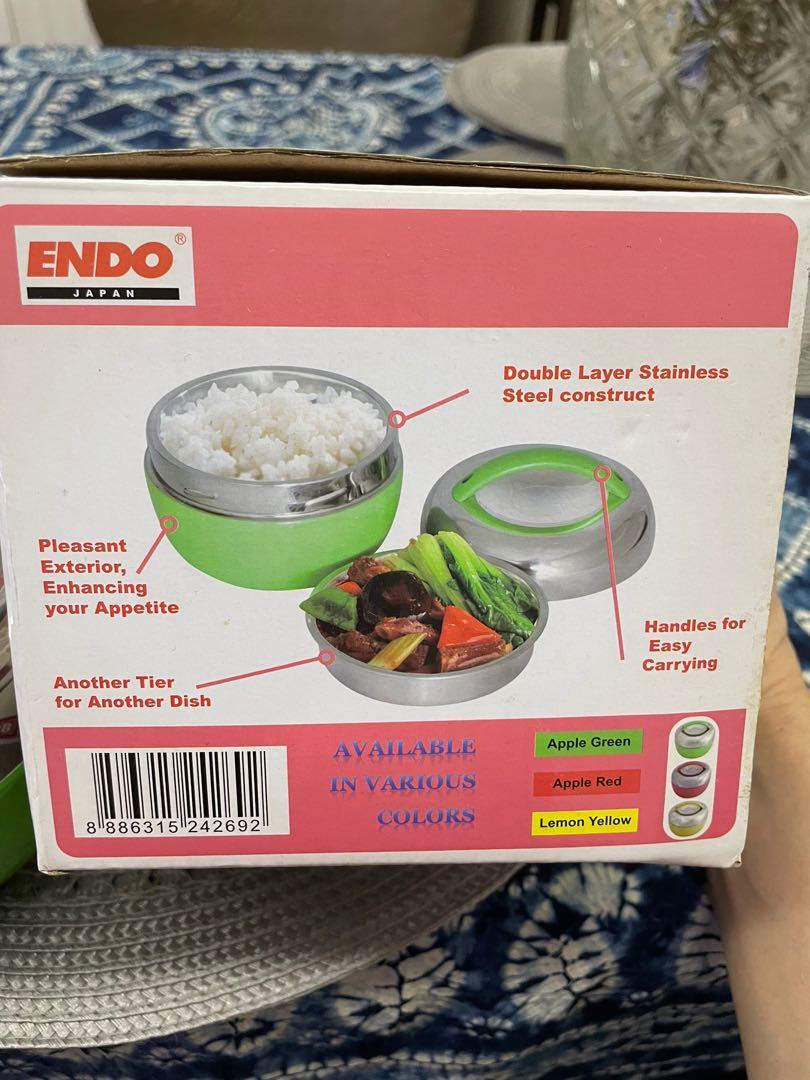 ENDO®
JAPAN
Double Layer Stainless
Steel construct
Pleasant
Exterior,
Enhancing
your Appetite
Handles for
Easy
Carrying
Another Tier
for Another Dish
AVAILABLE
IN VARIOUS
COLORS
Apple Green
Apple Red
Lemon Yellow
8 886315 242692